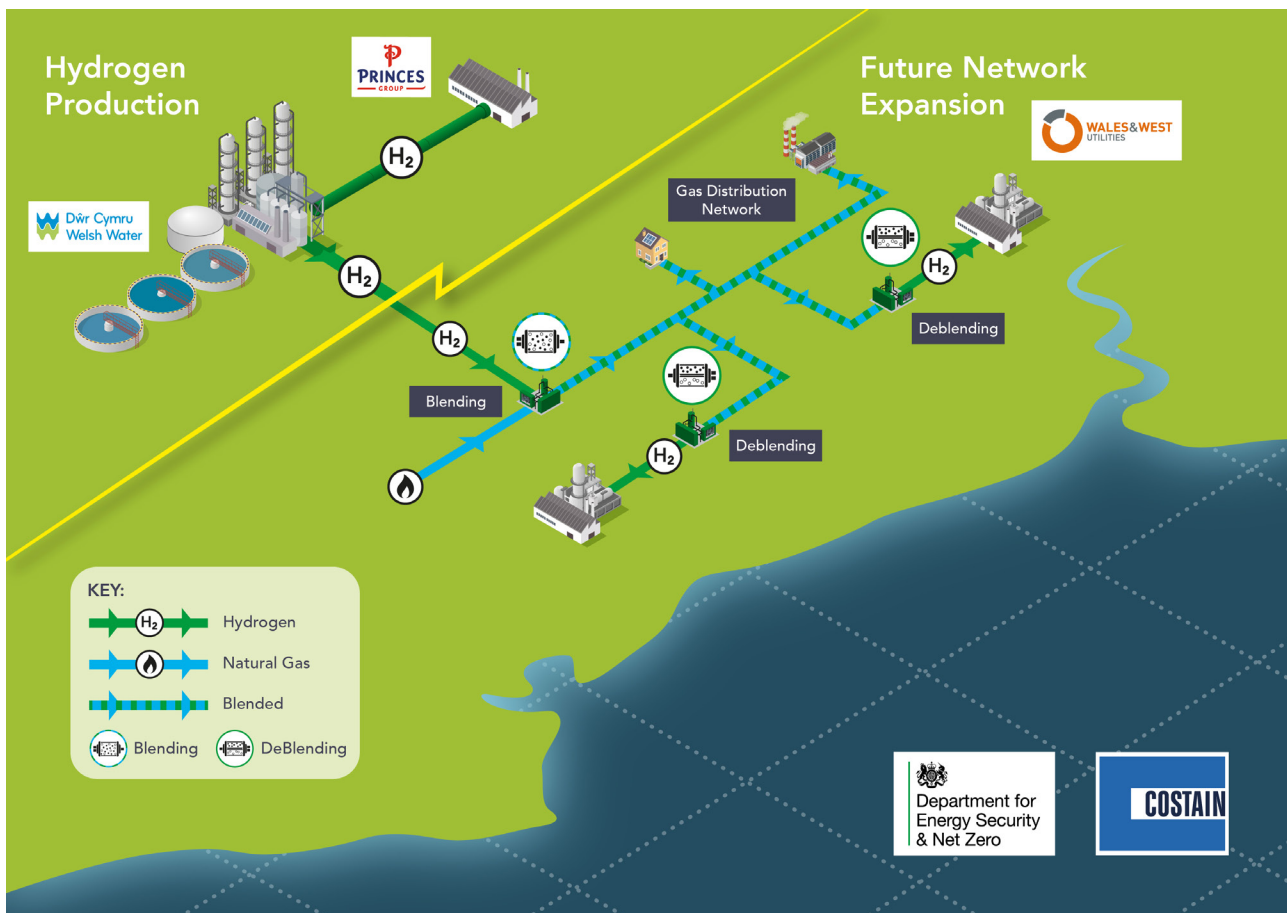 Hydrogen
Production
P
PRINCES
GROUP
Future Network
Expansion
WALES&WEST
UTILITIES
Dŵr Cymru
Welsh Water
H₂
H₂
H₂
Gas Distribution
Network
H₂
Deblending
Blending
Deblending
H₂
KEY:
H₂ Hydrogen
Natural Gas
Blended
Blending
DeBlending
Department for
Energy Security
& Net Zero
COSTAIN